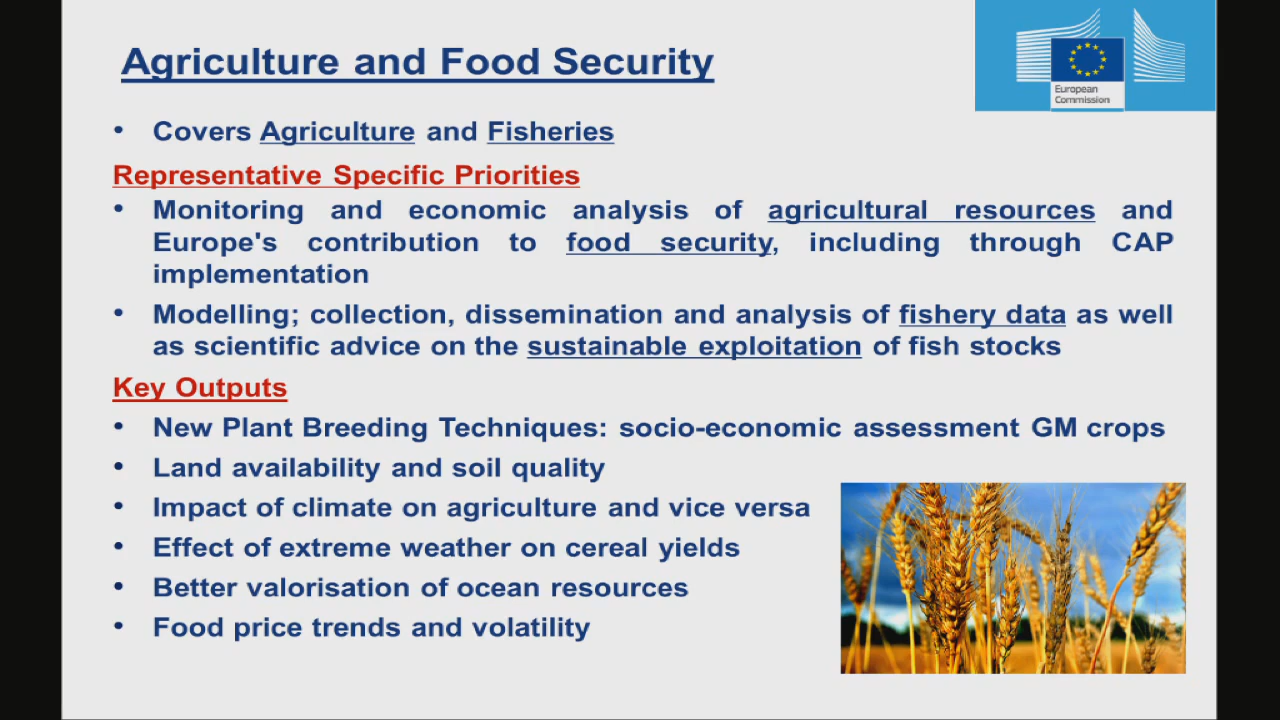 Agriculture and Food Security
European
Commission
• Covers Agriculture and Fisheries
Representative Specific Priorities
• Monitoring and economic analysis of agricultural resources and
Europe's contribution to food security, including through CAP
implementation
• Modelling; collection, dissemination and analysis of fishery data as well
as scientific advice on the sustainable exploitation of fish stocks
Key Outputs
• New Plant Breeding Techniques: socio-economic assessment GM crops
• Land availability and soil quality
• Impact of climate on agriculture and vice versa
• Effect of extreme weather on cereal yields
• Better valorisation of ocean resources
• Food price trends and volatility